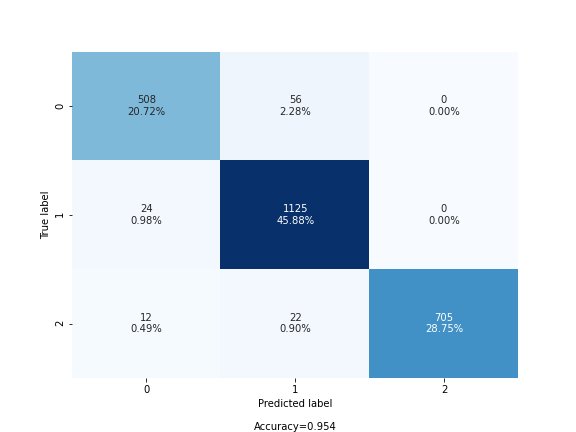 508 56 0
20.72% 2.28% 0.00%
0
24 1125 0
0.98% 45.88% 0.00%
1
True label
12 22 705
0.49% 0.90% 28.75%
2
0 1 2
Predicted label
Accuracy=0.954